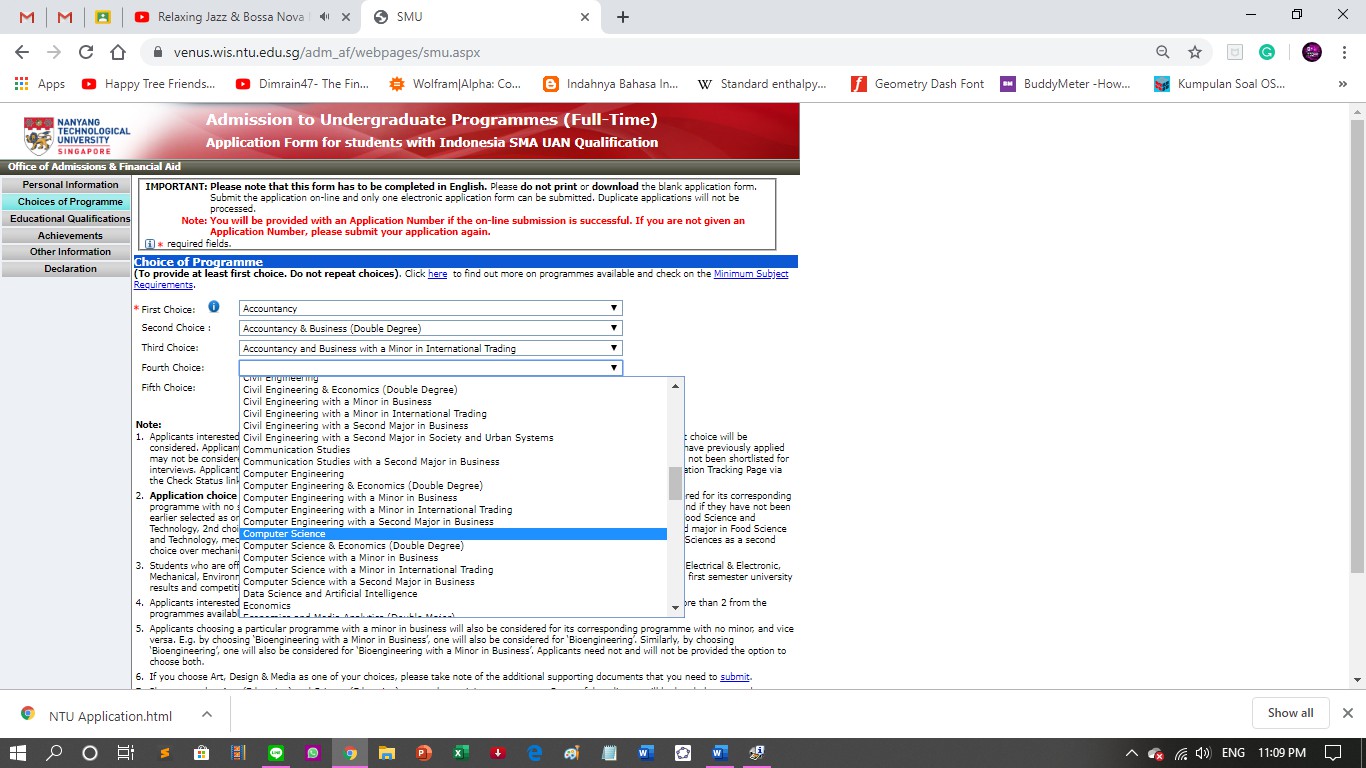 Relaxing Jazz & Bossa Nova
SMU
venus.wis.ntu.edu.sg/adm_af/webpages/smu.aspx
Apps
Happy Tree Friends...
Dimrain47- The Fin...
Wolfram|Alpha: Co...
Indahnya Bahasa In...
Standard enthalpy...
Geometry Dash Font
BuddyMeter -How...
Kumpulan Soal OS...
»
NANYANG
TECHNOLOGICAL
UNIVERSITY
SINGAPORE
Admission to Undergraduate Programmes (Full-Time)
Application Form for students with Indonesia SMA UAN Qualification
Office of Admissions & Financial Aid
Personal Information
Choices of Programme
Educational Qualifications
Achievements
Other Information
Declaration
IMPORTANT: Please note that this form has to be completed in English. Please do not print or download the blank application form.
Submit the application on-line and only one electronic application form can be submitted. Duplicate applications will not be
processed.
Note: You will be provided with an Application Number if the on-line submission is successful. If you are not given an
Application Number, please submit your application again.
* required fields.
Choice of Programme
(To provide at least first choice. Do not repeat choices). Click here to find out more on programmes available and check on the Minimum Subject
Requirements.
* First Choice: Accountancy
Second Choice : Accountancy & Business (Double Degree)
Third Choice: Accountancy and Business with a Minor in International Trading
Fourth Choice:
Fifth Choice:
Civil Engineering
Civil Engineering & Economics (Double Degree)
Civil Engineering with a Minor in Business
Civil Engineering with a Minor in International Trading
Civil Engineering with a Second Major in Business
Civil Engineering with a Second Major in Society and Urban Systems
Communication Studies
Communication Studies with a Second Major in Business
Computer Engineering
Computer Engineering & Economics (Double Degree)
Computer Engineering with a Minor in Business
Computer Engineering with a Minor in International Trading
Computer Engineering with a Second Major in Business
Computer Science
Computer Science & Economics (Double Degree)
Computer Science with a Minor in Business
Computer Science with a Minor in International Trading
Computer Science with a Second Major in Business
Data Science and Artificial Intelligence
Economics
Economics and Media Analytics (Double Major)
Note:
1. Applicants interested t choice will be
considered. Applican have previously applied
may not be considere not been shortlisted for
interviews. Applicant ation Tracking Page via
the Check Status link
2. Application choice red for its corresponding
programme with no s nd if they have not been
earlier selected as on ood Science and
Technology, 2nd choi d major in Food Science
and Technology, mec Sciences as a second
choice over mechani
3. Students who are off Electrical & Electronic,
Mechanical, Environm first semester university
results and competiti
4. Applicants interested ore than 2 from the
programmes availabl
5. Applicants choosing a particular programme with a minor in business will also be considered for its corresponding programme with no minor, and vice
versa. E.g. by choosing 'Bioengineering with a Minor in Business', one will also be considered for 'Bioengineering'. Similarly, by choosing
'Bioengineering', one will also be considered for 'Bioengineering with a Minor in Business'. Applicants need not and will not be provided the option to
choose both.
6. If you choose Art, Design & Media as one of your choices, please take note of the additional supporting documents that you need to submit.
NTU Application.html
Show all
ENG
11:09 PM